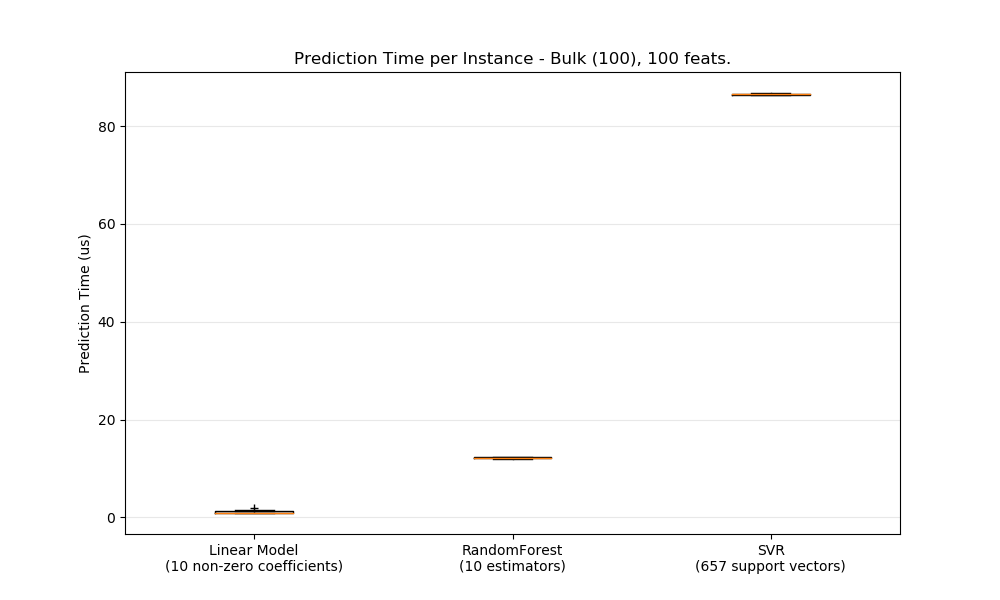 Prediction Time per Instance - Bulk (100), 100 feats.
Prediction Time (us)
80
60
40
20
0
Linear Model
(10 non-zero coefficients)
RandomForest
(10 estimators)
SVR
(657 support vectors)